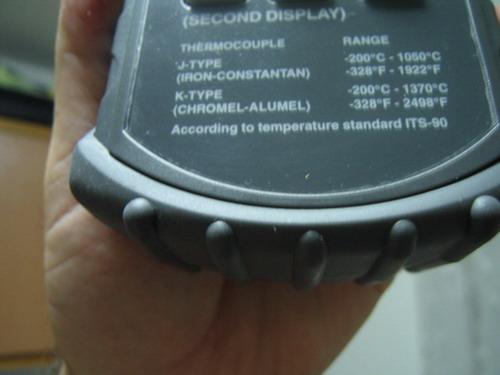 (SECOND DISPLAY)
THERMOCOUPLE RANGE
J-TYPE -200°C - 1050°C
(IRON-CONSTANTAN) -328°F - 1922°F
K-TYPE -200°C - 1370°C
(CHROMEL-ALUMEL) -328°F - 2498°F
According to temperature standard ITS-90